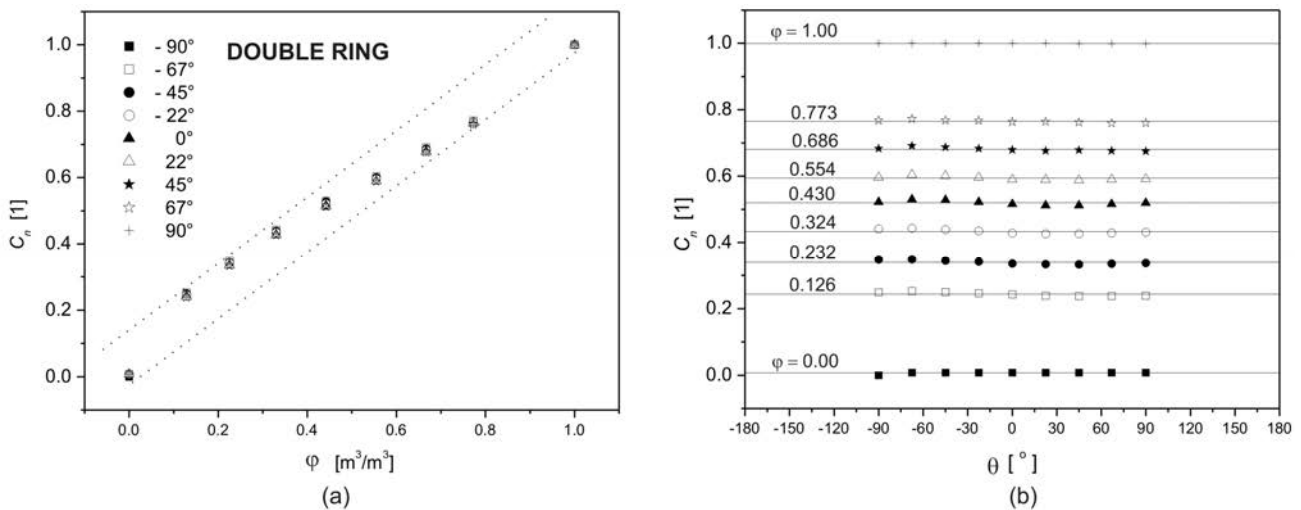 DOUBLE RING
- 90°
- 67°
- 45°
- 22°
0°
22°
45°
67°
90°
1.0
0.8
0.6
0.4
0.2
0.0
Cn [1]
0.0 0.2 0.4 0.6 0.8 1.0
φ [m³/m³]
(a)
φ = 1.00
0.773
0.686
0.554
0.430
0.324
0.232
0.126
φ = 0.00
1.0
0.8
0.6
0.4
0.2
0.0
Cn [1]
-180 -150 -120 -90 -60 -30 0 30 60 90 120 150 180
θ [°]
(b)